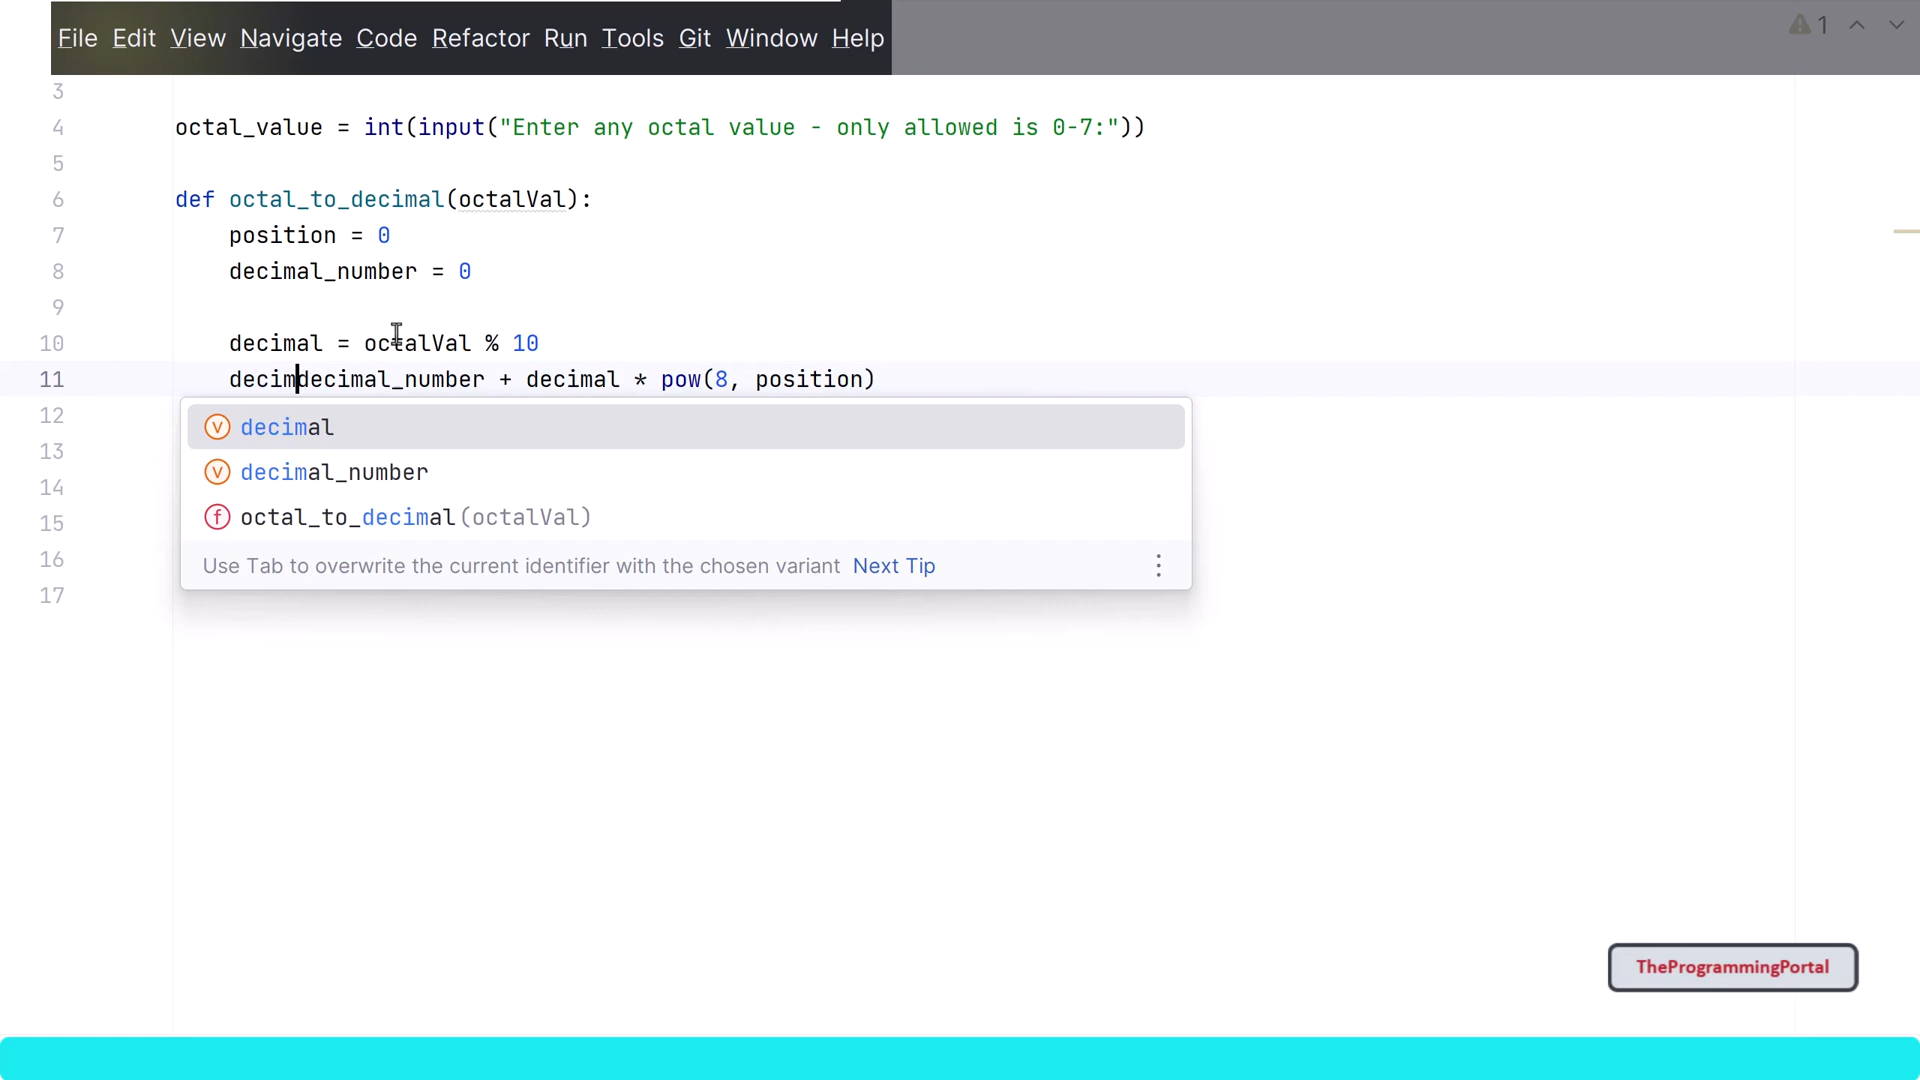 File Edit View Navigate Code Refactor Run Tools Git Window Help
1
3
4 octal_value = int(input("Enter any octal value - only allowed is 0-7:"))
5
6 def octal_to_decimal(octalVal):
7 position = 0
8 decimal_number = 0
9
10 decimal = octalVal % 10
11 decimdecimal_number + decimal * pow(8, position)
12
decimal
13
decimal_number
14
octal_to_decimal(octalVal)
15
16
Use Tab to overwrite the current identifier with the chosen variant Next Tip
17
TheProgrammingPortal